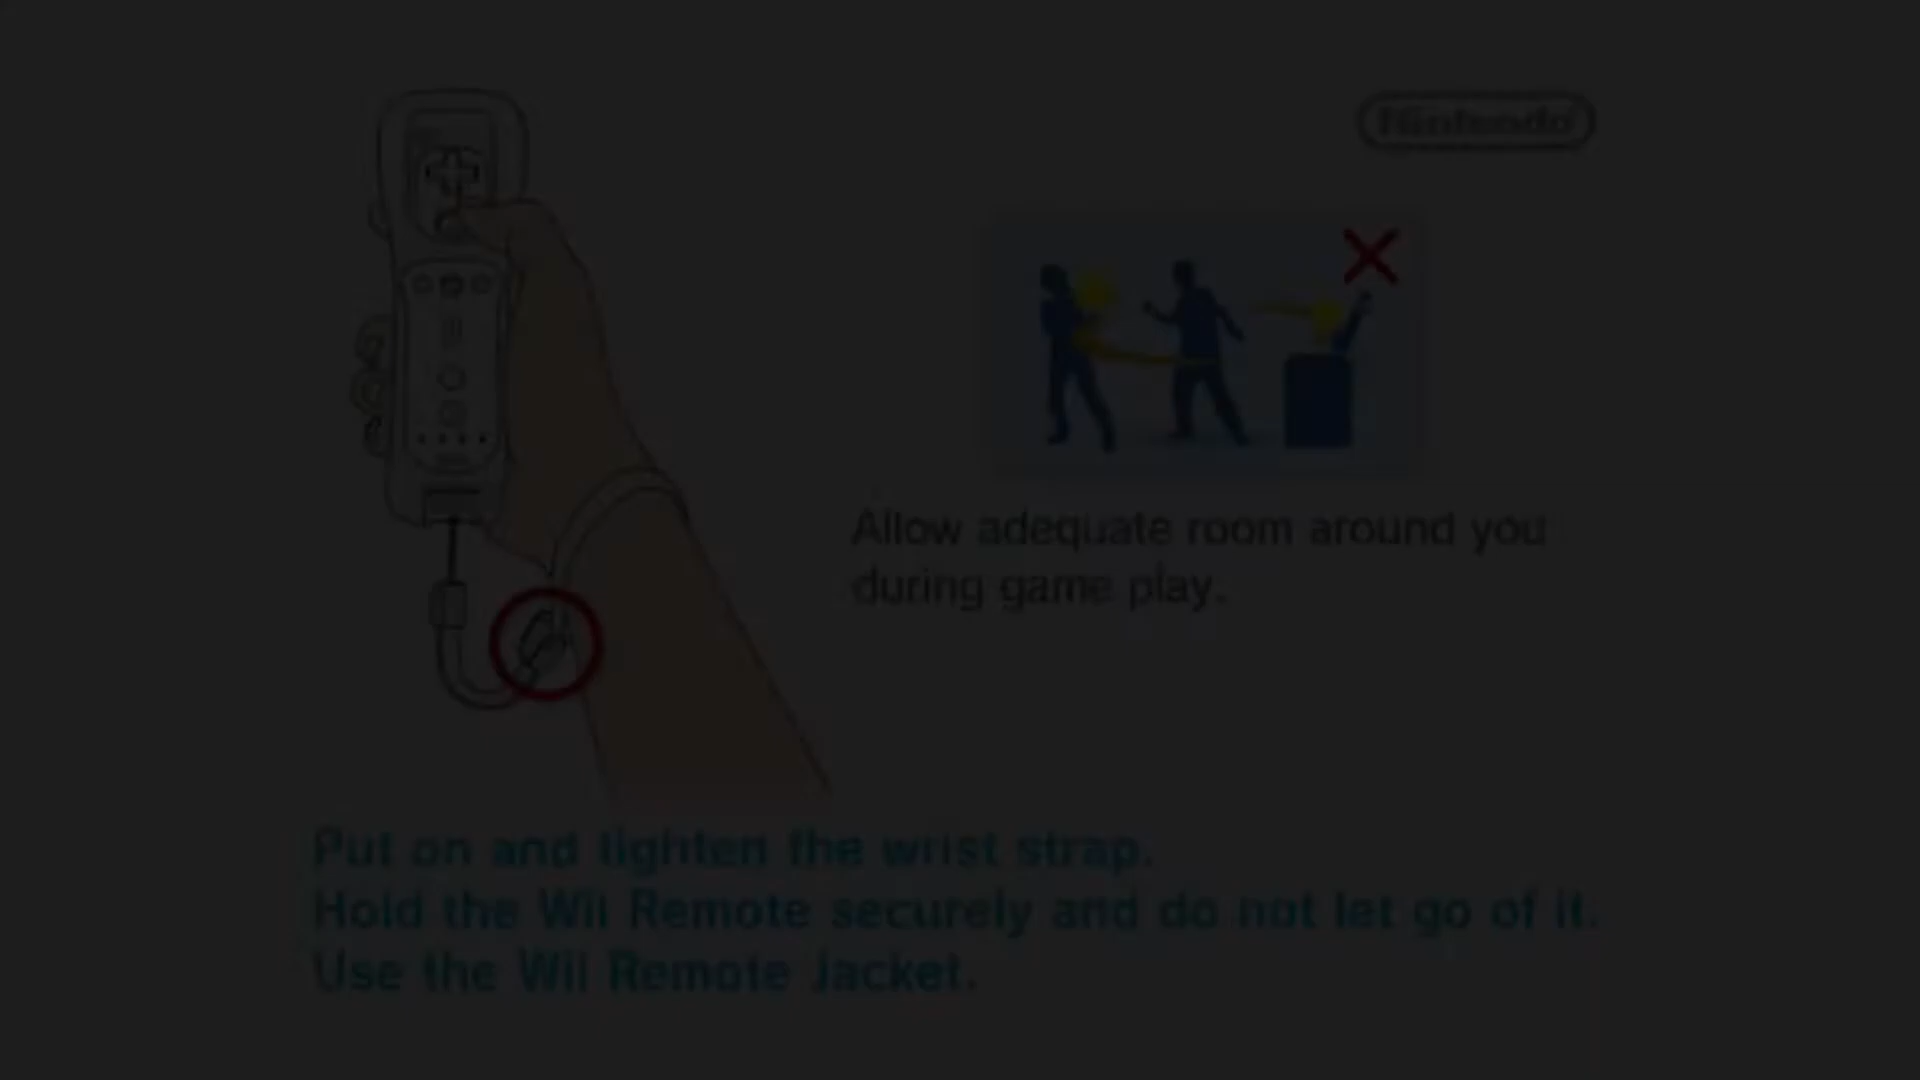 Nintendo
Allow adequate room around you
during game play.
Put on and tighten the wrist strap.
Hold the Wii Remote securely and do not let go of it.
Use the Wii Remote Jacket.